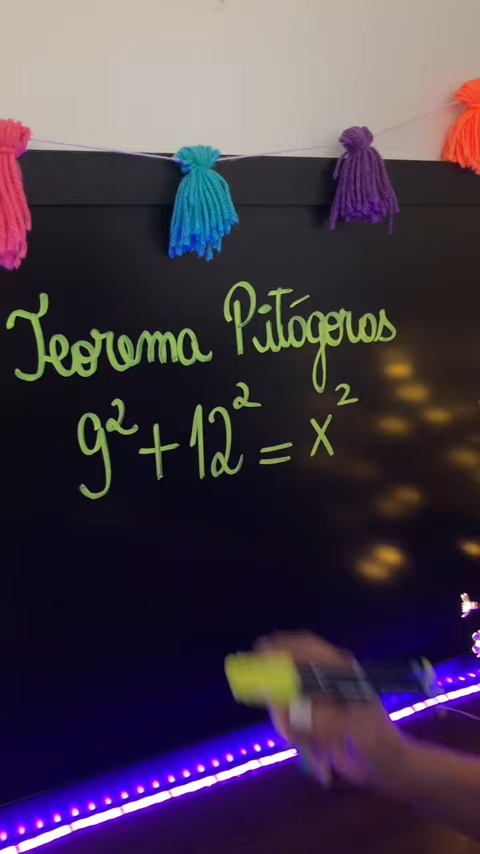 Teorema Pitágoras
9² + 12² = x²